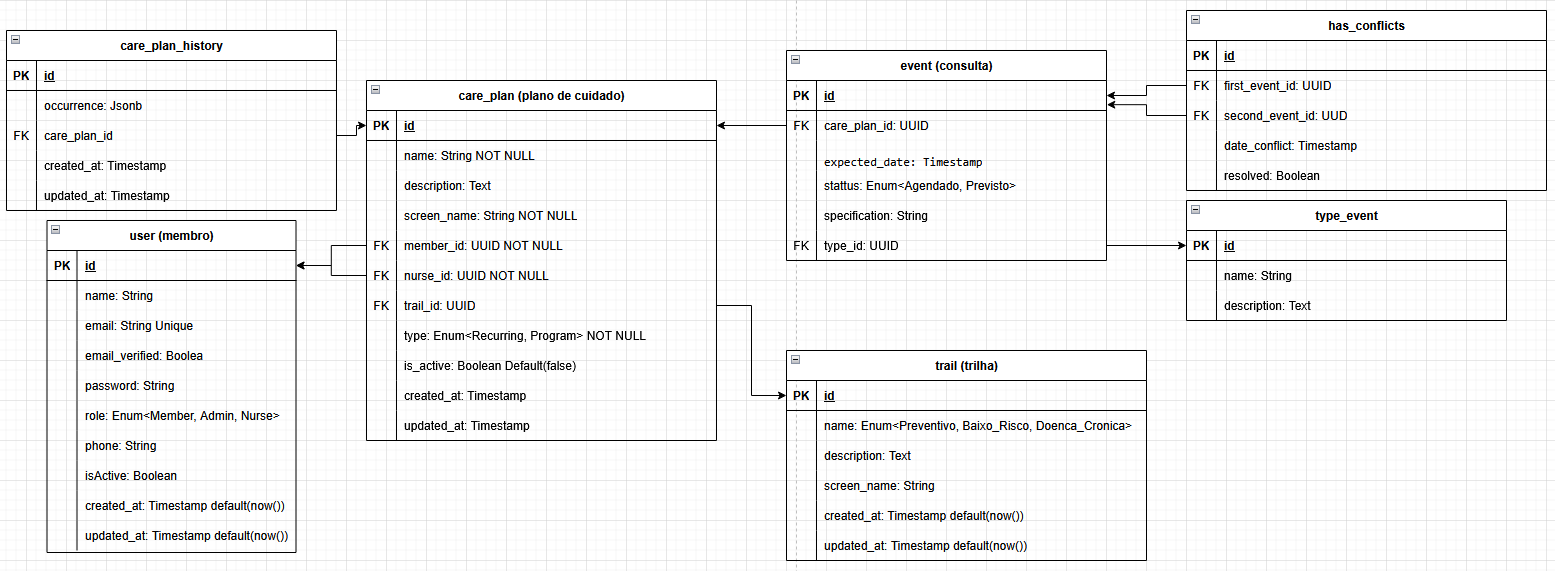 care_plan_history
PK id
occurrence: Jsonb
FK care_plan_id
created_at: Timestamp
updated_at: Timestamp
user (membro)
PK id
name: String
email: String Unique
email_verified: Boolea
password: String
role: Enum<Member, Admin, Nurse>
phone: String
isActive: Boolean
created_at: Timestamp default(now())
updated_at: Timestamp default(now())
care_plan (plano de cuidado)
PK id
name: String NOT NULL
description: Text
screen_name: String NOT NULL
FK member_id: UUID NOT NULL
FK nurse_id: UUID NOT NULL
FK trail_id: UUID
type: Enum<Recurring, Program> NOT NULL
is_active: Boolean Default(false)
created_at: Timestamp
updated_at: Timestamp
event (consulta)
PK id
FK care_plan_id: UUID
expected_date: Timestamp
stattus: Enum<Agendado, Previsto>
specification: String
FK type_id: UUID
trail (trilha)
PK id
name: Enum<Preventivo, Baixo_Risco, Doenca_Cronica>
description: Text
screen_name: String
created_at: Timestamp default(now())
updated_at: Timestamp default(now())
has_conflicts
PK id
FK first_event_id: UUID
FK second_event_id: UUD
date_conflict: Timestamp
resolved: Boolean
type_event
PK id
name: String
description: Text